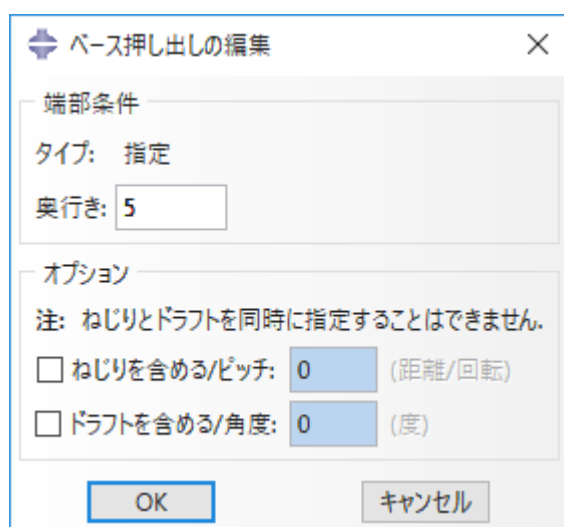 ベース押し出しの編集
端部条件
タイプ: 指定
奥行き: 5
オプション
注: ねじりとドラフトを同時に指定することはできません.
ねじりを含める/ピッチ: 0 (距離/回転)
ドラフトを含める/角度: 0 (度)
OK キャンセル